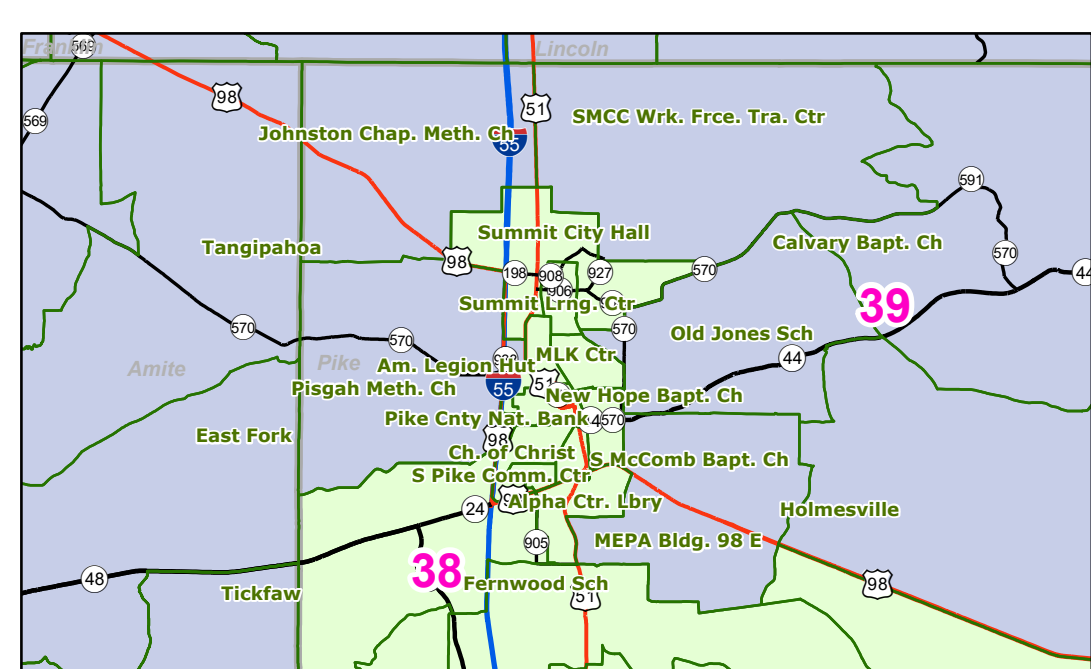 Franklin
569
Lincoln
98
51
569
SMCC Wrk. Frce. Tra. Ctr
Johnston Chap. Meth. Ch
55
591
Summit City Hall
Tangipahoa
Calvary Bapt. Ch
570
98
198
908
927
570
44
906
Summit Lrng. Ctr
39
570
570
Old Jones Sch
570
MLK Ctr
44
Amite
Pike
Am. Legion Hut
Pisgah Meth. Ch
55
51
New Hope Bapt. Ch
Pike Cnty Nat. Bank
570
East Fork
98
Ch. of Christ
S McComb Bapt. Ch
S Pike Comm. Ctr
Alpha Ctr. Lbry
24
Holmesville
905
MEPA Bldg. 98 E
38
48
Fernwood Sch
98
Tickfaw
51